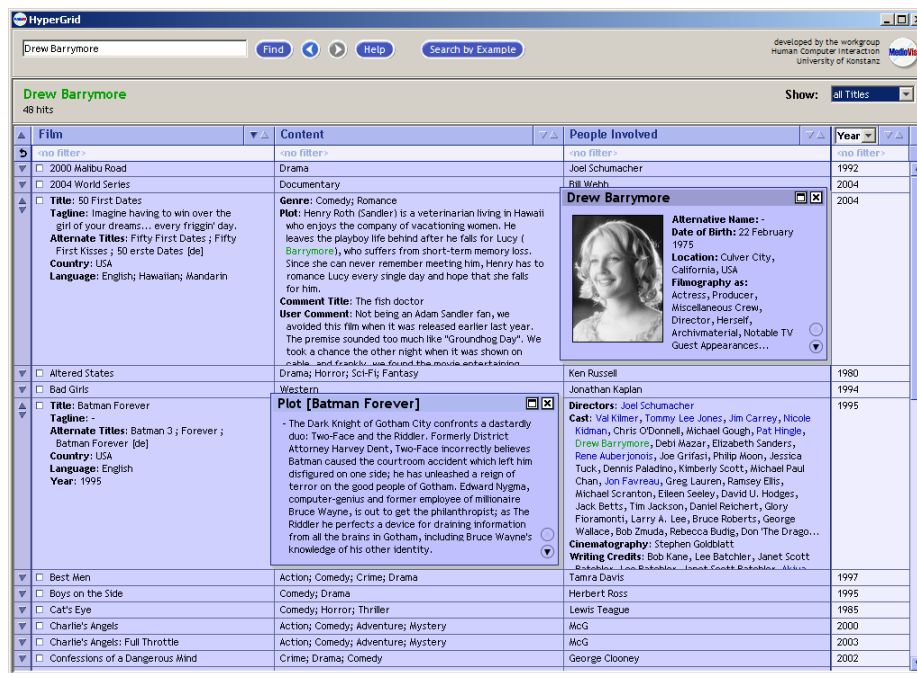 HyperGrid
Drew Barrymore
Find
Help
Search by Example
developed by the workgroup
Human Computer Interaction
University of Konstanz
MedioVis
Drew Barrymore
48 hits
Show: all Titles
Film Content People Involved Year
<no filter> <no filter> <no filter> <no filter>
2000 Malibu Road Drama Joel Schumacher 1992
2004 World Series Documentary Bill Webb 2004
Title: 50 First Dates
Tagline: Imagine having to win over the
girl of your dreams... every friggin' day.
Alternate Titles: Fifty First Dates ; Fifty
First Kisses ; 50 erste Dates [de]
Country: USA
Language: English; Hawaiian; Mandarin
Genre: Comedy; Romance
Plot: Henry Roth (Sandler) is a veterinarian living in Hawaii
who enjoys the company of vacationing women. He
leaves the playboy life behind after he falls for Lucy (
Barrymore), who suffers from short-term memory loss.
Since she can never remember meeting him, Henry has to
romance Lucy every single day and hope that she falls
for him.
Comment Title: The fish doctor
User Comment: Not being an Adam Sandler fan, we
avoided this film when it was released earlier last year.
The premise sounded too much like "Groundhog Day". We
took a chance the other night when it was shown on
cable, and frankly, we found the movie entertaining
Drew Barrymore
Alternative Name: -
Date of Birth: 22 February
1975
Location: Culver City,
California, USA
Filmography as:
Actress, Producer,
Miscellaneous Crew,
Director, Herself,
Archivmaterial, Notable TV
Guest Appearances...
2004
Altered States Drama; Horror; Sci-Fi; Fantasy Ken Russell 1980
Bad Girls Western Jonathan Kaplan 1994
Title: Batman Forever
Tagline: -
Alternate Titles: Batman 3 ; Forever ;
Batman Forever [de]
Country: USA
Language: English
Year: 1995
Plot [Batman Forever]
- The Dark Knight of Gotham City confronts a dastardly
duo: Two-Face and the Riddler. Formerly District
Attorney Harvey Dent, Two-Face incorrectly believes
Batman caused the courtroom accident which left him
disfigured on one side; he has unleashed a reign of
terror on the good people of Gotham. Edward Nygma,
computer-genius and former employee of millionaire
Bruce Wayne, is out to get the philanthropist; as The
Riddler he perfects a device for draining information
from all the brains in Gotham, including Bruce Wayne's
knowledge of his other identity.
Directors: Joel Schumacher
Cast: Val Kilmer, Tommy Lee Jones, Jim Carrey, Nicole
Kidman, Chris O'Donnell, Michael Gough, Pat Hingle,
Drew Barrymore, Debi Mazar, Elizabeth Sanders,
Rene Auberjonois, Joe Grifasi, Philip Moon, Jessica
Tuck, Dennis Paladino, Kimberly Scott, Michael Paul
Chan, Jon Favreau, Greg Lauren, Ramsey Ellis,
Michael Scranton, Eileen Seeley, David U. Hodges,
Jack Betts, Tim Jackson, Daniel Reichert, Glory
Fioramonti, Larry A. Lee, Bruce Roberts, George
Wallace, Bob Zmuda, Rebecca Budig, Don 'The Drago...
Cinematography: Stephen Goldblatt
Writing Credits: Bob Kane, Lee Batchler, Janet Scott
Batchler, Lee Batchler, Janet Scott Batchler, Akiva
1995
Best Men Action; Comedy; Crime; Drama Tamra Davis 1997
Boys on the Side Comedy; Drama Herbert Ross 1995
Cat's Eye Comedy; Horror; Thriller Lewis Teague 1985
Charlie's Angels Action; Comedy; Adventure; Mystery McG 2000
Charlie's Angels: Full Throttle Action; Comedy; Adventure; Mystery McG 2003
Confessions of a Dangerous Mind Crime; Drama; Comedy George Clooney 2002